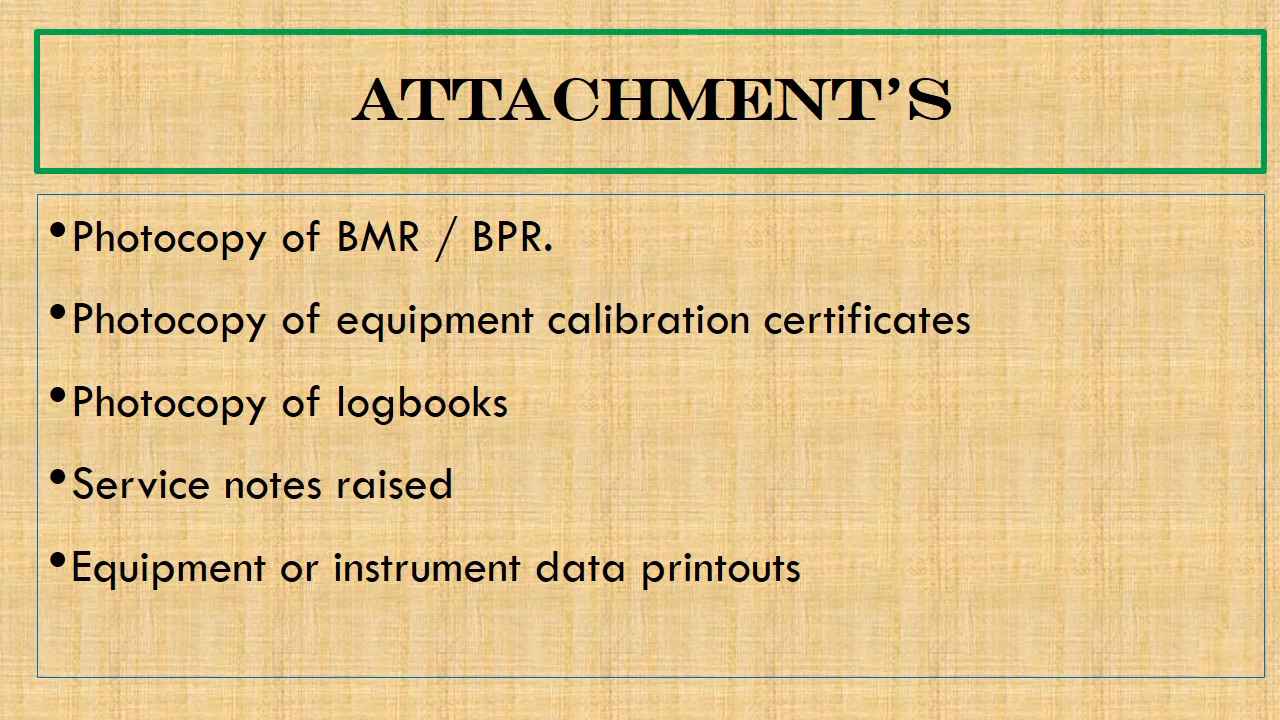 ATTACHMENT’S
•Photocopy of BMR / BPR.
•Photocopy of equipment calibration certificates
•Photocopy of logbooks
•Service notes raised
•Equipment or instrument data printouts